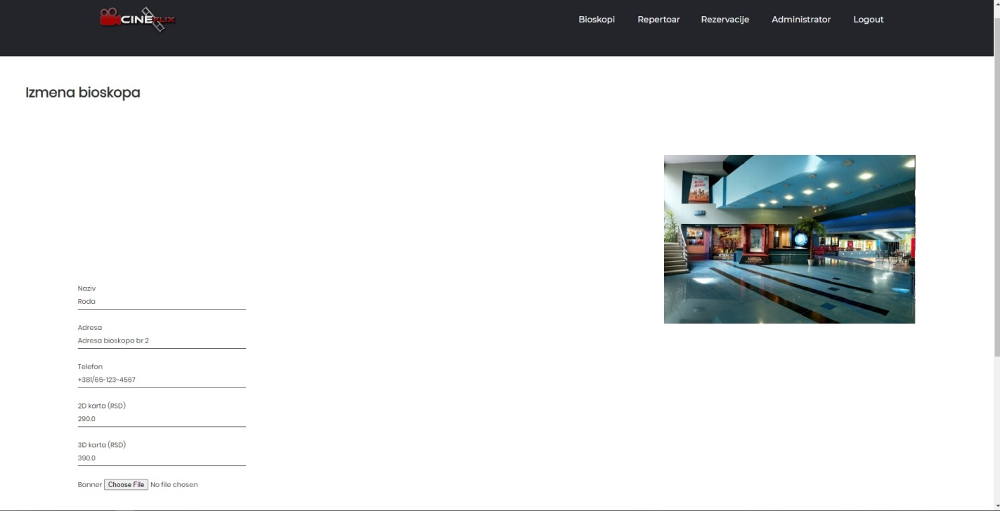 CINEFLIX
Bioskopi Repertoar Rezervacije Administrator Logout
Izmena bioskopa
Naziv
Roda
Adresa
Adresa bioskopa br 2
Telefon
+381/65-123-4567
2D karta (RSD)
290.0
3D karta (RSD)
390.0
Banner Choose File No file chosen